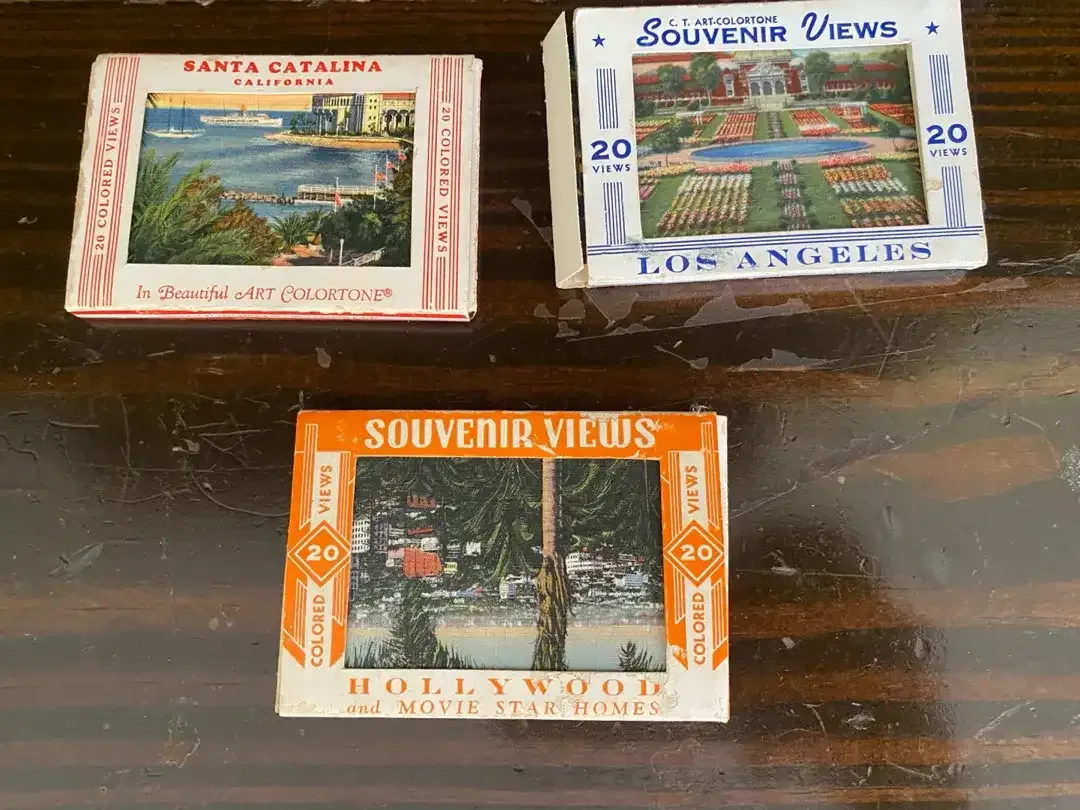 SANTA CATALINA
CALIFORNIA
20 COLORED VIEWS
20 COLORED VIEWS
In Beautiful ART COLORTONE®
C. T. ART-COLORTONE
SOUVENIR VIEWS
20
VIEWS
20
VIEWS
LOS ANGELES
SOUVENIR VIEWS
COLORED 20 VIEWS
COLORED 20 VIEWS
HOLLYWOOD
and MOVIE STAR HOMES